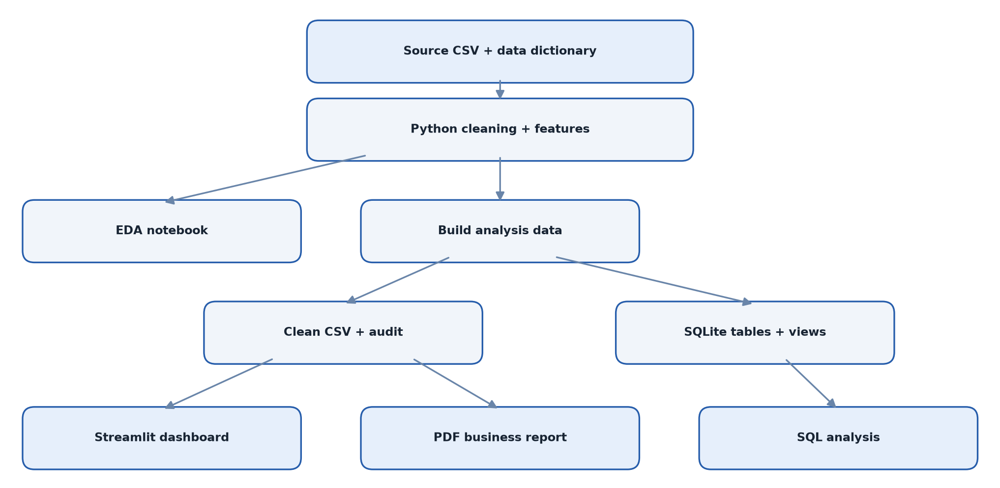 Source CSV + data dictionary
Python cleaning + features
EDA notebook
Build analysis data
Clean CSV + audit
SQLite tables + views
Streamlit dashboard
PDF business report
SQL analysis